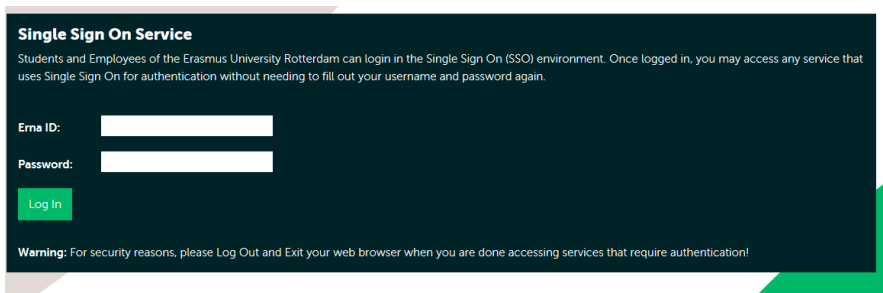 Single Sign On Service
Students and Employees of the Erasmus University Rotterdam can login in the Single Sign On (SSO) environment. Once logged in, you may access any service that
uses Single Sign On for authentication without needing to fill out your username and password again.
Erna ID:
Password:
Log In
Warning: For security reasons, please Log Out and Exit your web browser when you are done accessing services that require authentication!